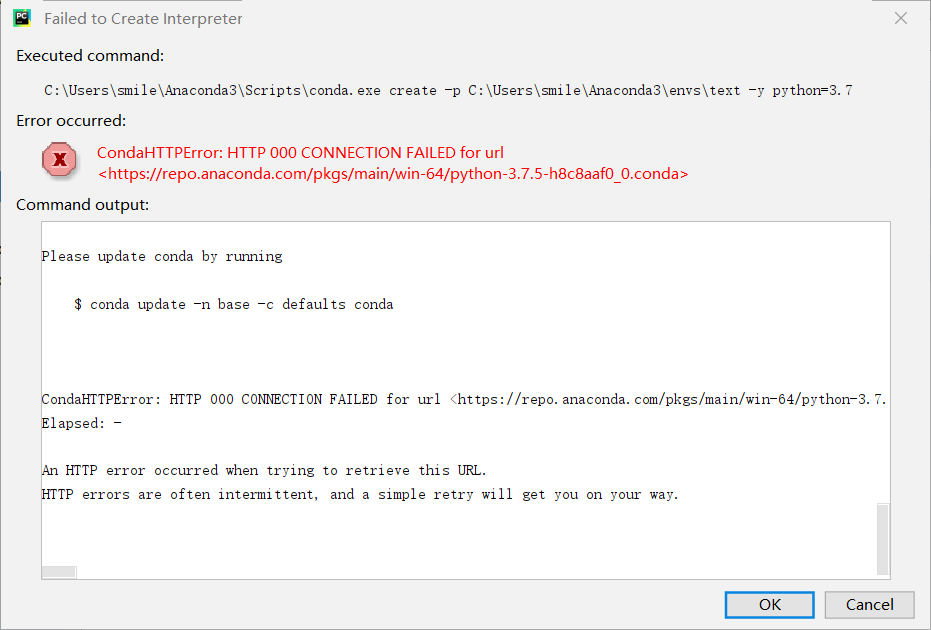 PC
Failed to Create Interpreter
Executed command:
C:\Users\smile\Anaconda3\Scripts\conda.exe create -p C:\Users\smile\Anaconda3\envs\text -y python=3.7
Error occurred:
CondaHTTPError: HTTP 000 CONNECTION FAILED for url
<https://repo.anaconda.com/pkgs/main/win-64/python-3.7.5-h8c8aaf0_0.conda>
Command output:
Please update conda by running
$ conda update -n base -c defaults conda
CondaHTTPError: HTTP 000 CONNECTION FAILED for url <https://repo.anaconda.com/pkgs/main/win-64/python-3.7.
Elapsed: -
An HTTP error occurred when trying to retrieve this URL.
HTTP errors are often intermittent, and a simple retry will get you on your way.
OK
Cancel